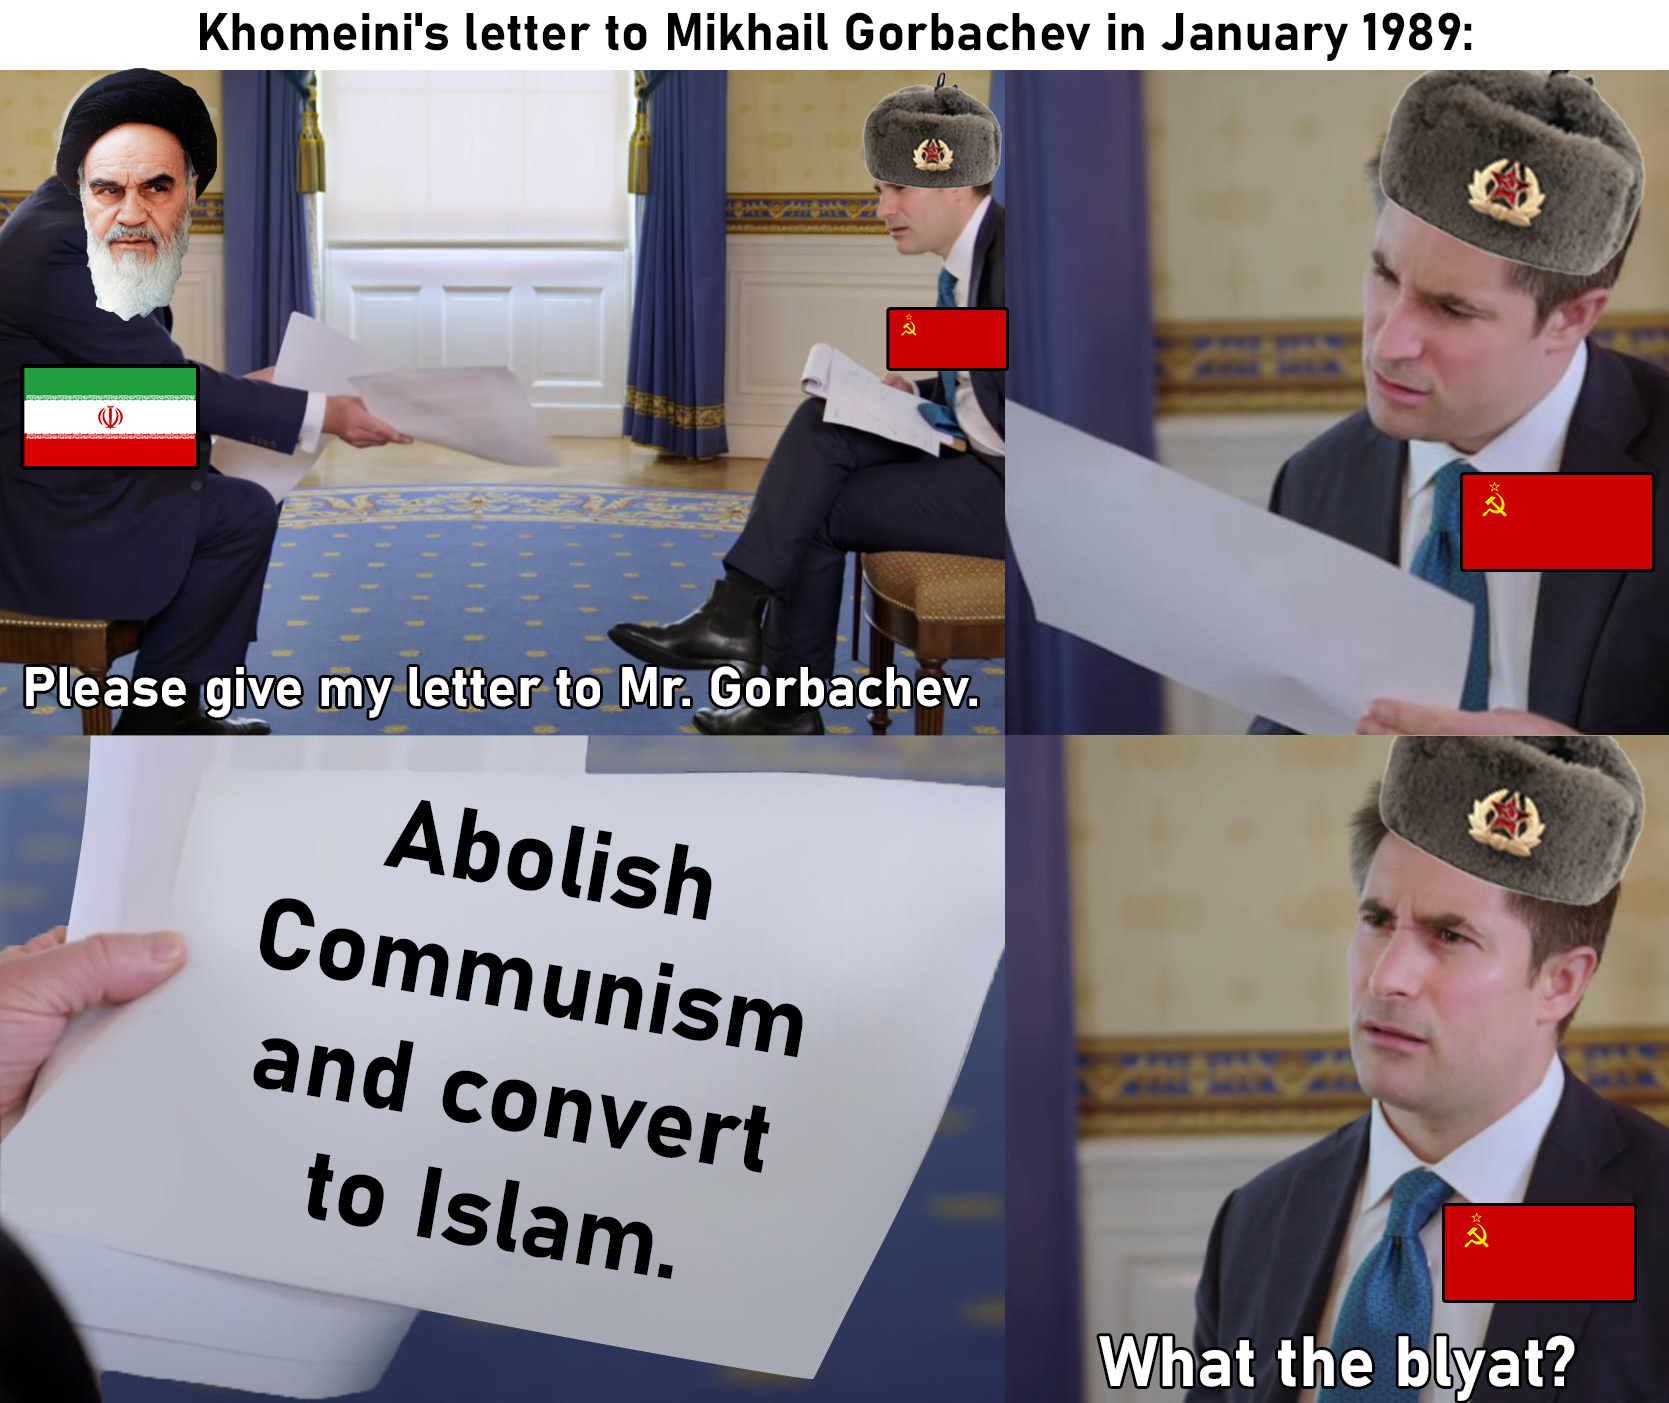 Khomeini's letter to Mikhail Gorbachev in January 1989:
Please give my letter to Mr. Gorbachev.
Abolish
Communism
and convert
to Islam.
What the blyat?